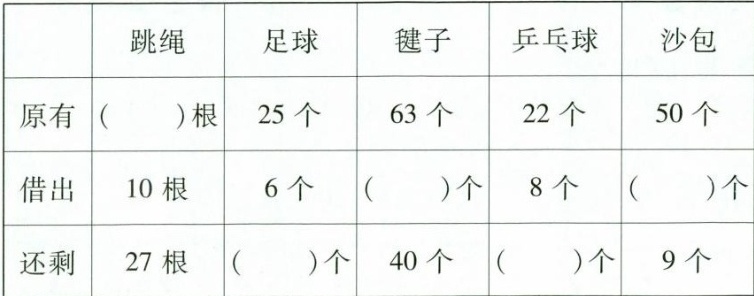 跳绳 足球 毽子 乒乓球 沙包
原有 (　　)根 25 个 63 个 22 个 50 个
借出 10 根 6 个 (　　)个 8 个 (　　)个
还剩 27 根 (　　)个 40 个 (　　)个 9 个